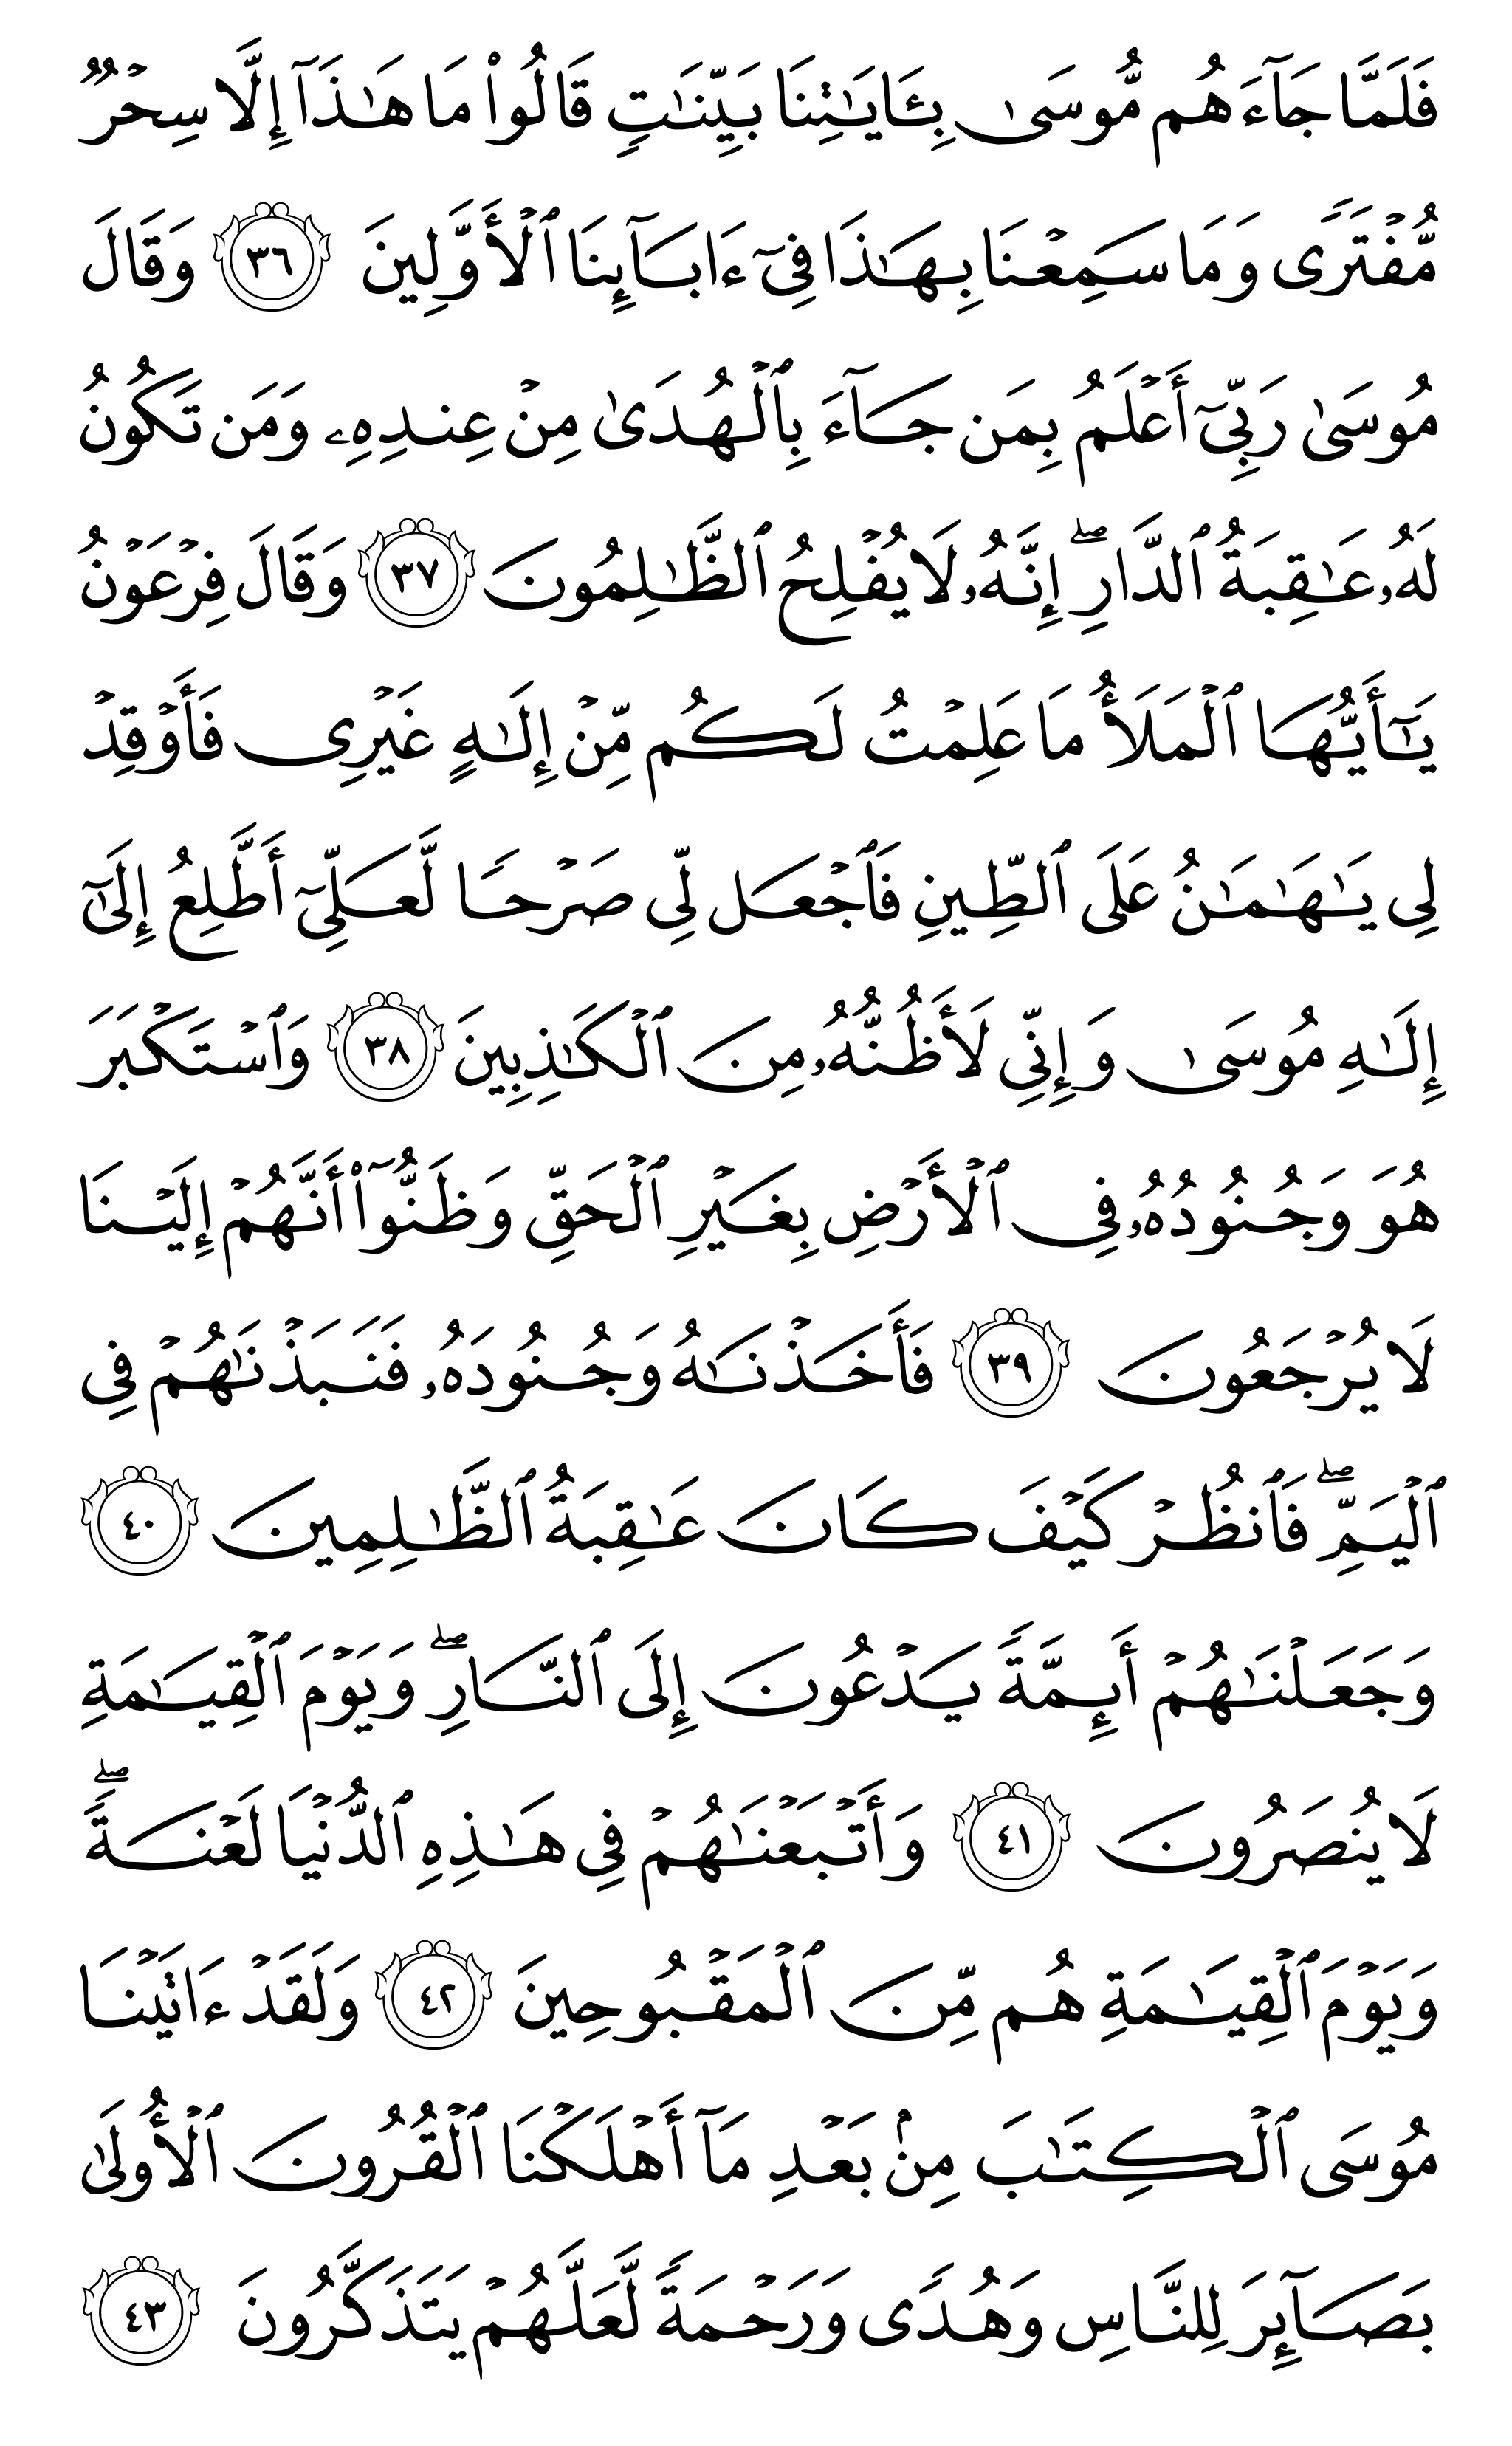 فَلَمَّا جَآءَهُم مُّوسَىٰ بِـَٔايَٰتِنَا بَيِّنَٰتٍ قَالُوا۟ مَا هَٰذَآ إِلَّا سِحْرٌ
مُّفْتَرًى وَمَا سَمِعْنَا بِهَٰذَا فِىٓ ءَابَآئِنَا ٱلْأَوَّلِينَ ٣٦ وَقَالَ
مُوسَىٰ رَبِّىٓ أَعْلَمُ بِمَن جَآءَ بِٱلْهُدَىٰ مِنْ عِندِهِۦ وَمَن تَكُونُ
لَهُۥ عَٰقِبَةُ ٱلدَّارِ ۖ إِنَّهُۥ لَا يُفْلِحُ ٱلظَّٰلِمُونَ ٣٧ وَقَالَ فِرْعَوْنُ
يَٰٓأَيُّهَا ٱلْمَلَأُ مَا عَلِمْتُ لَكُم مِّنْ إِلَٰهٍ غَيْرِى فَأَوْقِدْ
لِى يَٰهَٰمَٰنُ عَلَى ٱلطِّينِ فَٱجْعَل لِّى صَرْحًا لَّعَلِّىٓ أَطَّلِعُ إِلَىٰٓ
إِلَٰهِ مُوسَىٰ وَإِنِّى لَأَظُنُّهُۥ مِنَ ٱلْكَٰذِبِينَ ٣٨ وَٱسْتَكْبَرَ
هُوَ وَجُنُودُهُۥ فِى ٱلْأَرْضِ بِغَيْرِ ٱلْحَقِّ وَظَنُّوٓا۟ أَنَّهُمْ إِلَيْنَا
لَا يُرْجَعُونَ ٣٩ فَأَخَذْنَٰهُ وَجُنُودَهُۥ فَنَبَذْنَٰهُمْ فِى
ٱلْيَمِّ ۖ فَٱنظُرْ كَيْفَ كَانَ عَٰقِبَةُ ٱلظَّٰلِمِينَ ٤٠
وَجَعَلْنَٰهُمْ أَئِمَّةً يَدْعُونَ إِلَى ٱلنَّارِ ۖ وَيَوْمَ ٱلْقِيَٰمَةِ
لَا يُنصَرُونَ ٤١ وَأَتْبَعْنَٰهُمْ فِى هَٰذِهِ ٱلدُّنْيَا لَعْنَةً ۖ
وَيَوْمَ ٱلْقِيَٰمَةِ هُم مِّنَ ٱلْمَقْبُوحِينَ ٤٢ وَلَقَدْ ءَاتَيْنَا
مُوسَى ٱلْكِتَٰبَ مِنۢ بَعْدِ مَآ أَهْلَكْنَا ٱلْقُرُونَ ٱلْأُولَىٰ
بَصَآئِرَ لِلنَّاسِ وَهُدًى وَرَحْمَةً لَّعَلَّهُمْ يَتَذَكَّرُونَ ٤٣